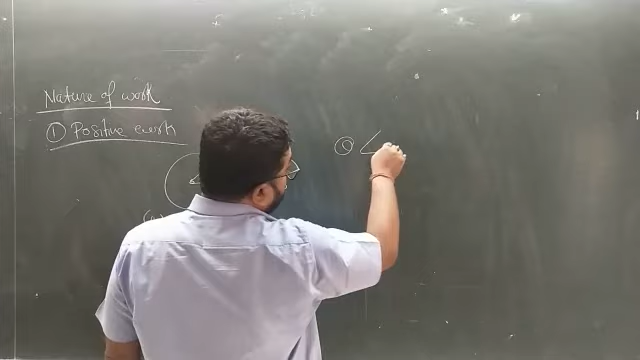 Nature of work
① Positive work
θ <